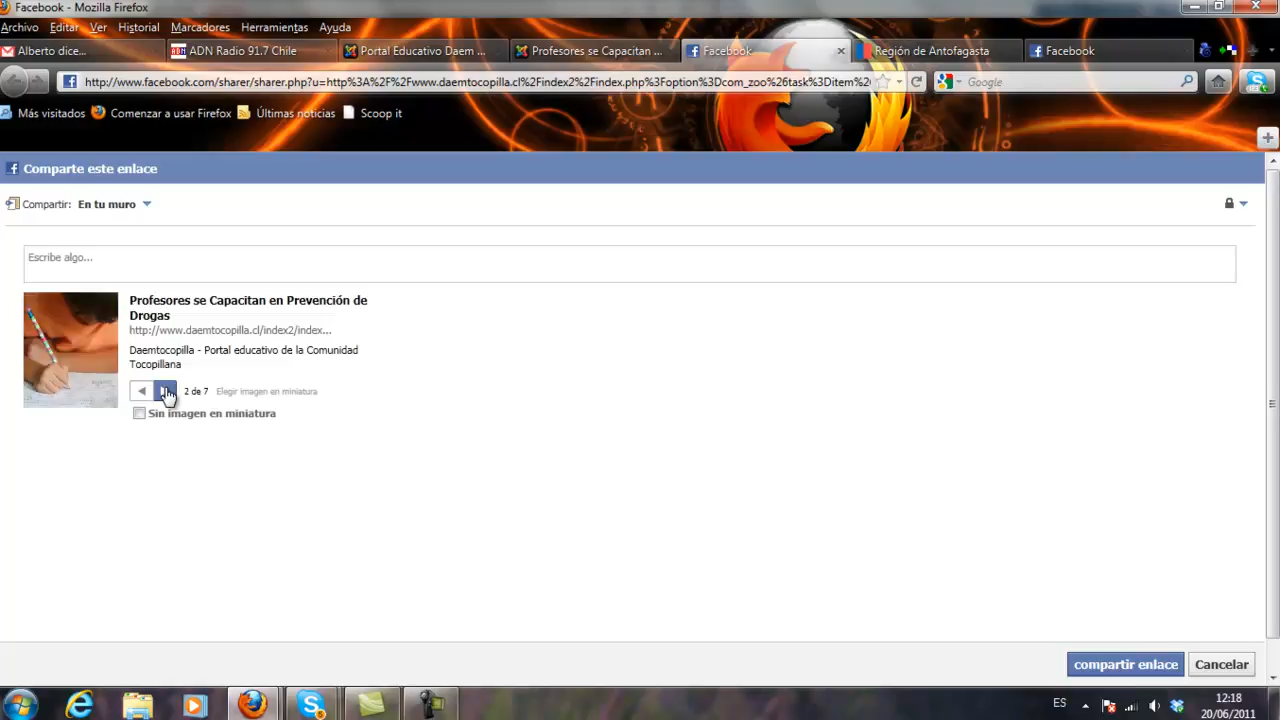 Facebook - Mozilla Firefox
Archivo Editar Ver Historial Herramientas Ayuda
Alberto dice... ADN Radio 91.7 Chile Portal Educativo Daem ... Profesores se Capacitan ... Facebook Región de Antofagasta Facebook
http://www.facebook.com/sharer/sharer.php?u=http%3A%2F%2Fwww.daemtocopilla.cl%2Findex2%2Findex.php%3Foption%3Dcom_zoo%26task%3Ditem%2 Google
Más visitados Comenzar a usar Firefox Últimas noticias Scoop it
Comparte este enlace
Compartir: En tu muro
Escribe algo...
Profesores se Capacitan en Prevención de
Drogas
http://www.daemtocopilla.cl/index2/index...
Daemtocopilla - Portal educativo de la Comunidad
Tocopillana
2 de 7 Elegir imagen en miniatura
Sin imagen en miniatura
compartir enlace Cancelar
ES 12:18
20/06/2011